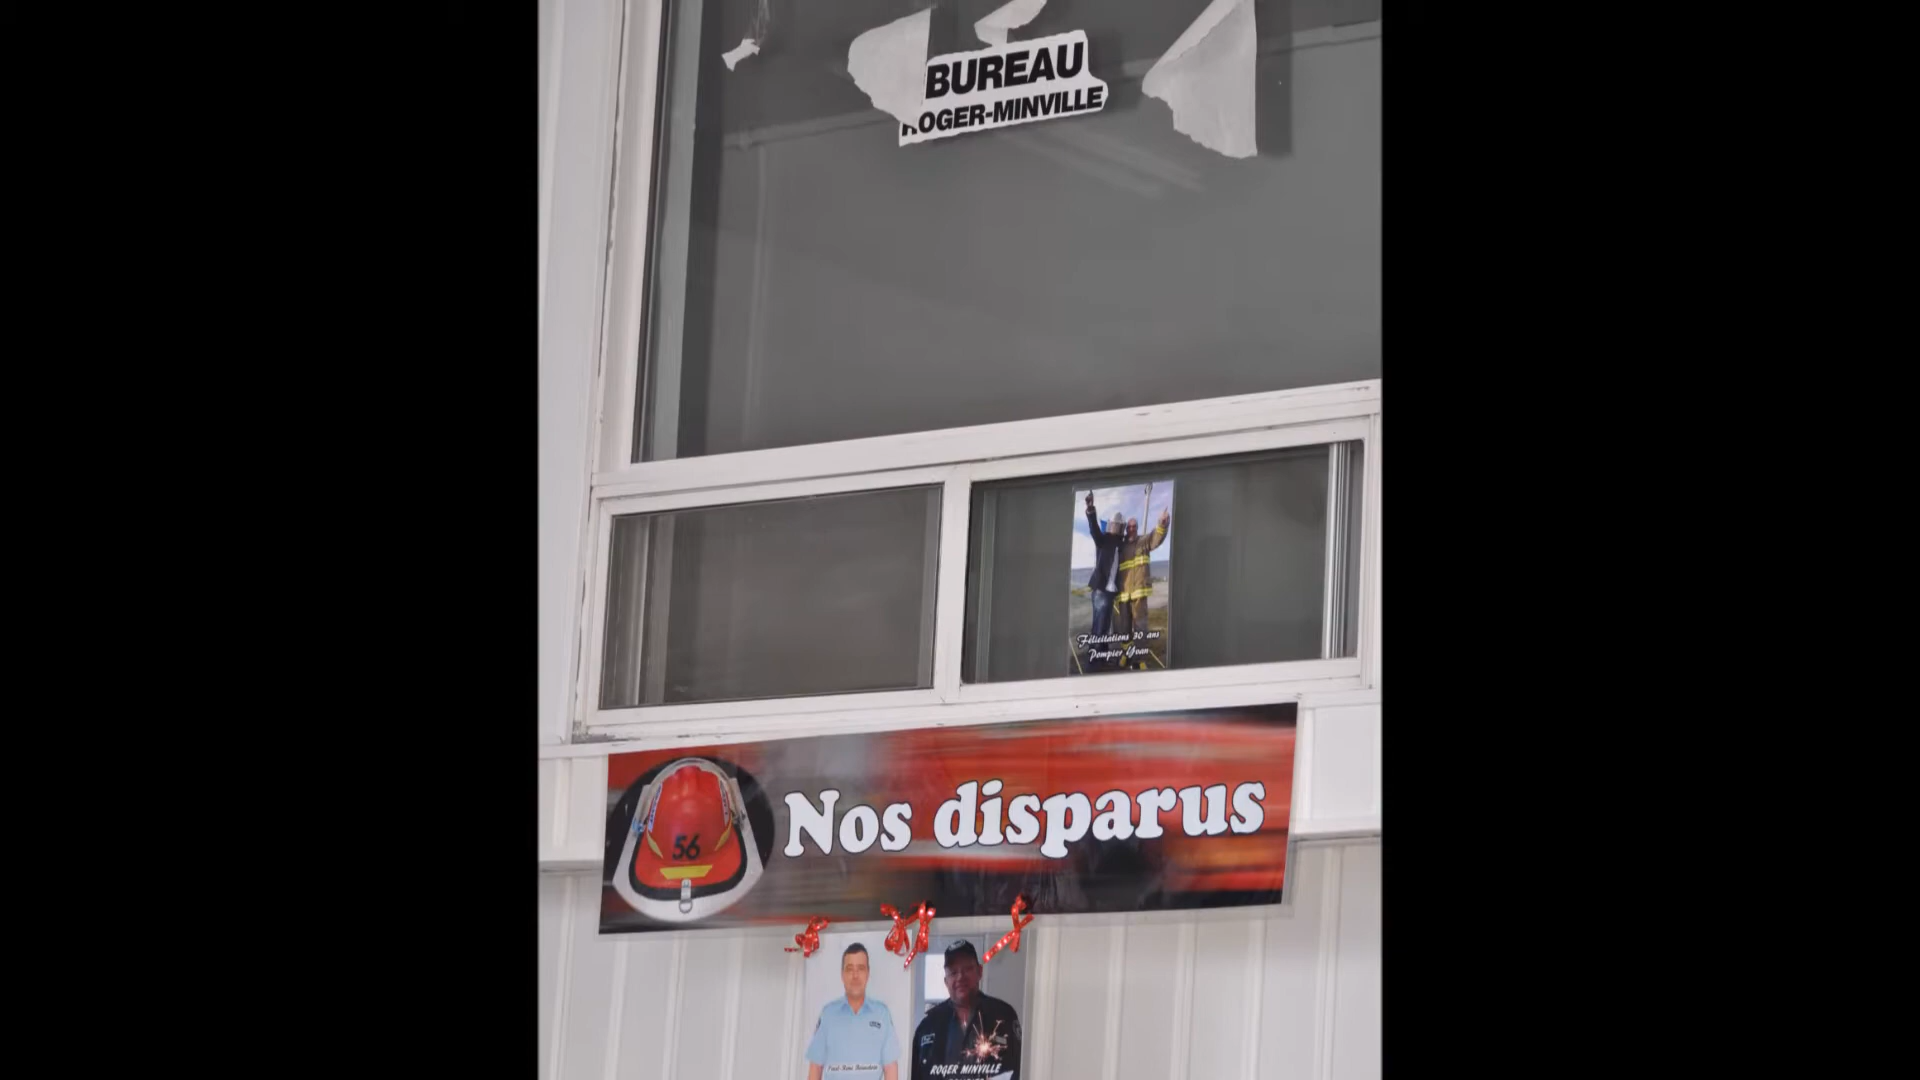 BUREAU
ROGER-MINVILLE
Félicitations 30 ans
Pompier Yvan
56
Nos disparus
ROGER MINVILLE